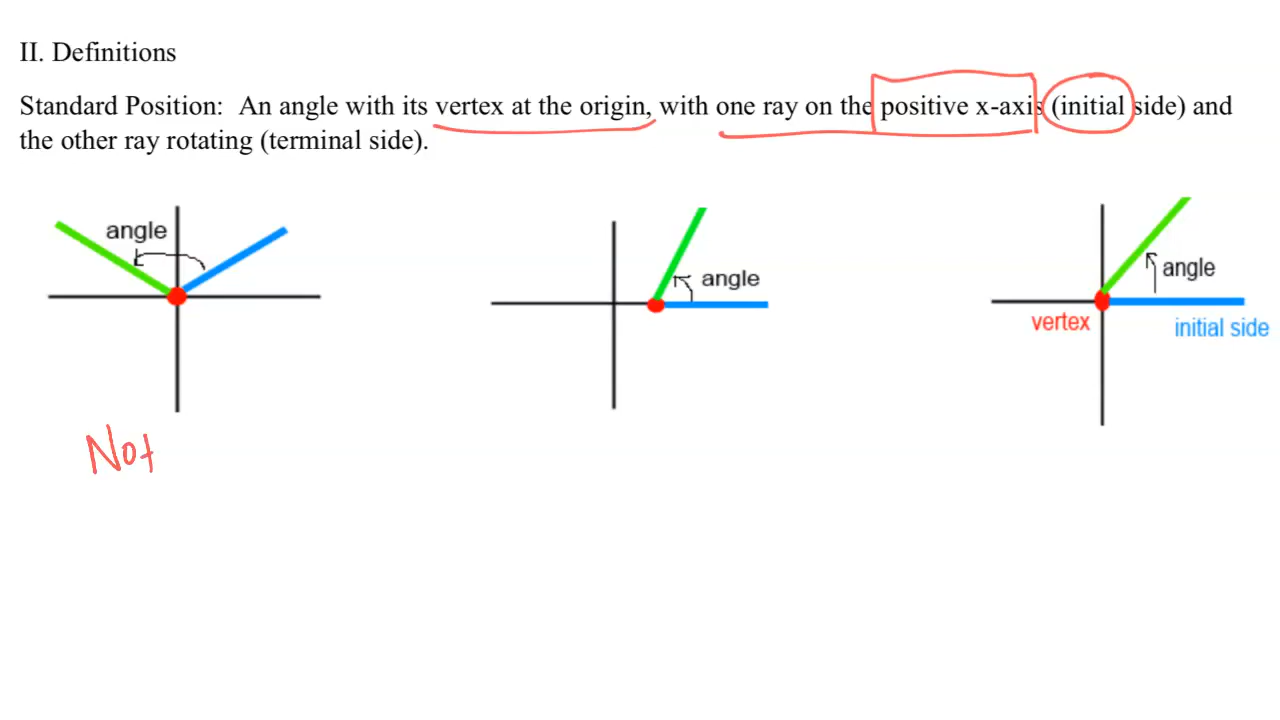 II. Definitions
Standard Position: An angle with its vertex at the origin, with one ray on the positive x-axis (initial side) and
the other ray rotating (terminal side).
angle
angle
angle
vertex
initial side
Not